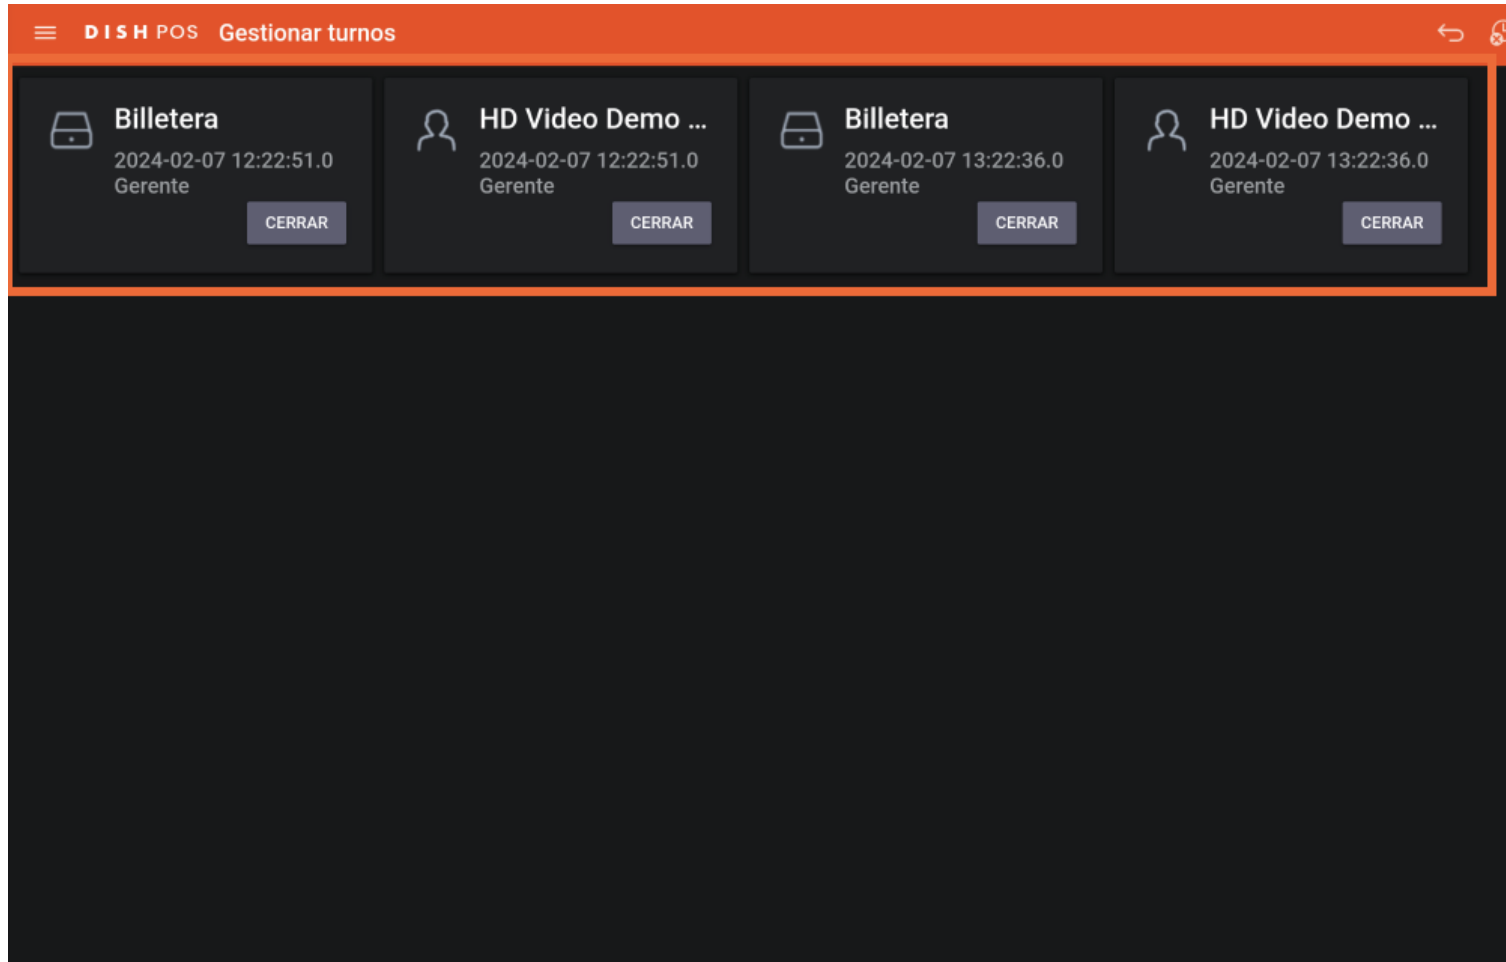 DISH POS Gestionar turnos
Billetera
2024-02-07 12:22:51.0
Gerente
CERRAR
HD Video Demo ...
2024-02-07 12:22:51.0
Gerente
CERRAR
Billetera
2024-02-07 13:22:36.0
Gerente
CERRAR
HD Video Demo ...
2024-02-07 13:22:36.0
Gerente
CERRAR